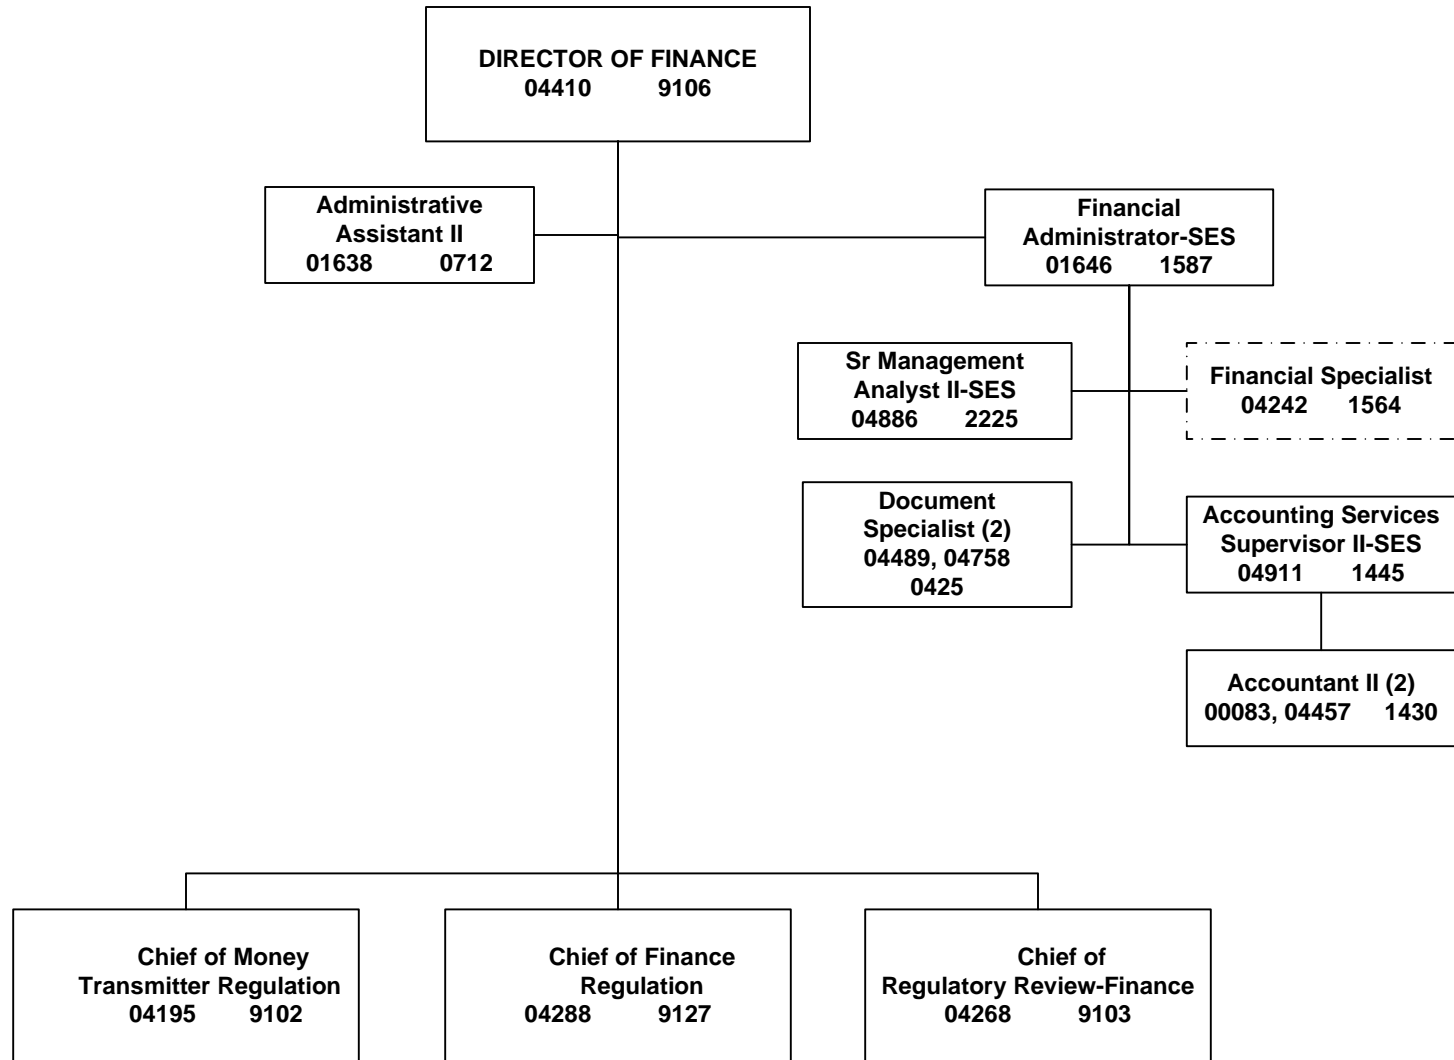 DIRECTOR OF FINANCE
04410 9106
Administrative
Assistant II
01638 0712
Financial
Administrator-SES
01646 1587
Sr Management
Analyst II-SES
04886 2225
Financial Specialist
04242 1564
Document
Specialist (2)
04489, 04758
0425
Accounting Services
Supervisor II-SES
04911 1445
Accountant II (2)
00083, 04457 1430
Chief of Money
Transmitter Regulation
04195 9102
Chief of Finance
Regulation
04288 9127
Chief of
Regulatory Review-Finance
04268 9103